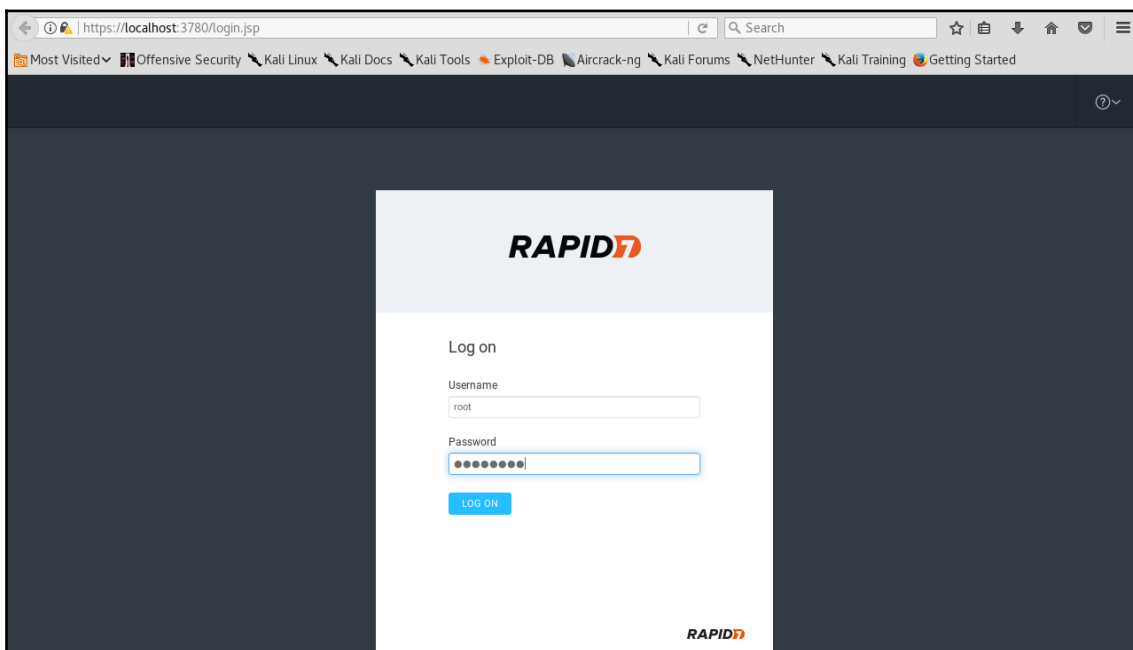 https://localhost:3780/login.jsp
Search
Most Visited Offensive Security Kali Linux Kali Docs Kali Tools Exploit-DB Aircrack-ng Kali Forums NetHunter Kali Training Getting Started
RAPID7
Log on
Username
root
Password
LOG ON
RAPID7